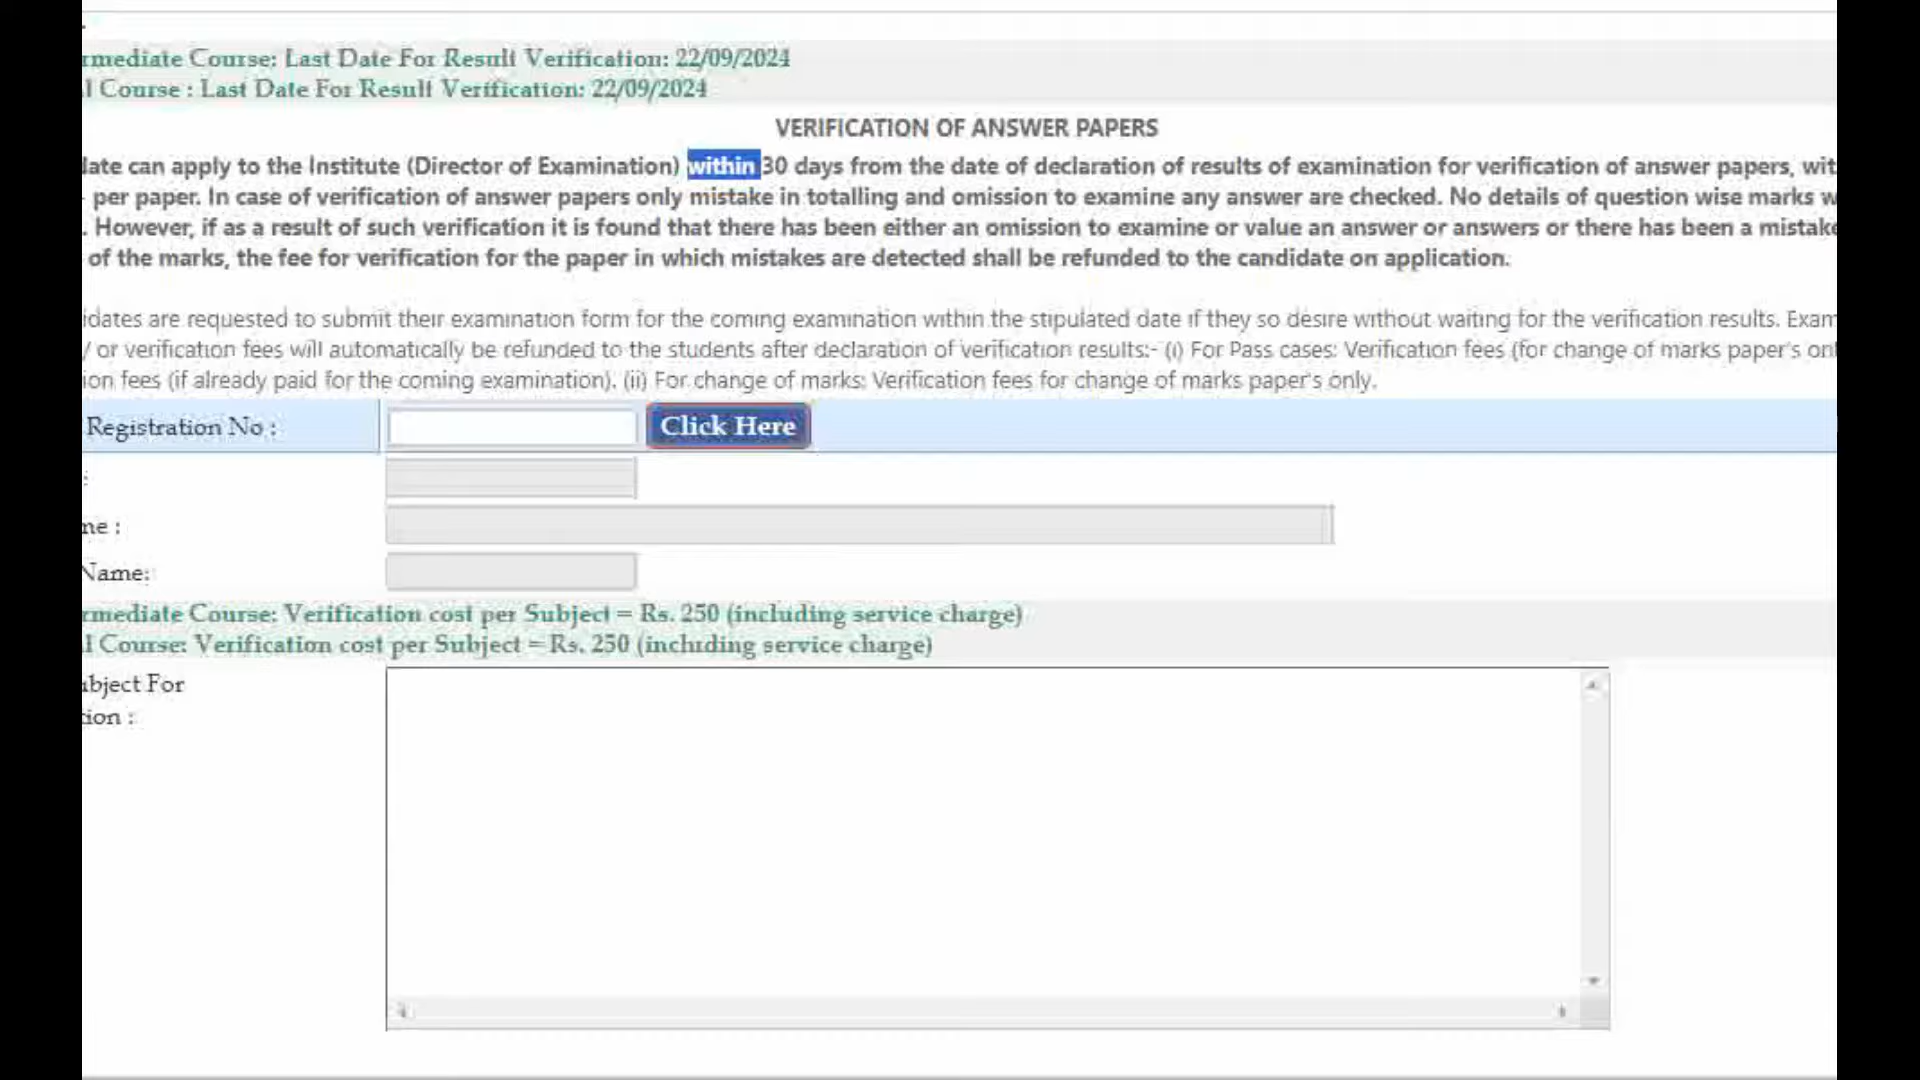 rmediate Course: Last Date For Result Verification: 22/09/2024
l Course : Last Date For Result Verification: 22/09/2024
VERIFICATION OF ANSWER PAPERS
late can apply to the Institute (Director of Examination) within 30 days from the date of declaration of results of examination for verification of answer papers, wit
- per paper. In case of verification of answer papers only mistake in totalling and omission to examine any answer are checked. No details of question wise marks w
. However, if as a result of such verification it is found that there has been either an omission to examine or value an answer or answers or there has been a mistake
of the marks, the fee for verification for the paper in which mistakes are detected shall be refunded to the candidate on application.
idates are requested to submit their examination form for the coming examination within the stipulated date if they so desire without waiting for the verification results. Exam
/ or verification fees will automatically be refunded to the students after declaration of verification results:- (i) For Pass cases: Verification fees (for change of marks paper's onl
ion fees (if already paid for the coming examination). (ii) For change of marks: Verification fees for change of marks paper's only.
Registration No : Click Here
:
ne :
Name:
rmediate Course: Verification cost per Subject = Rs. 250 (including service charge)
l Course: Verification cost per Subject = Rs. 250 (including service charge)
ubject For
tion :